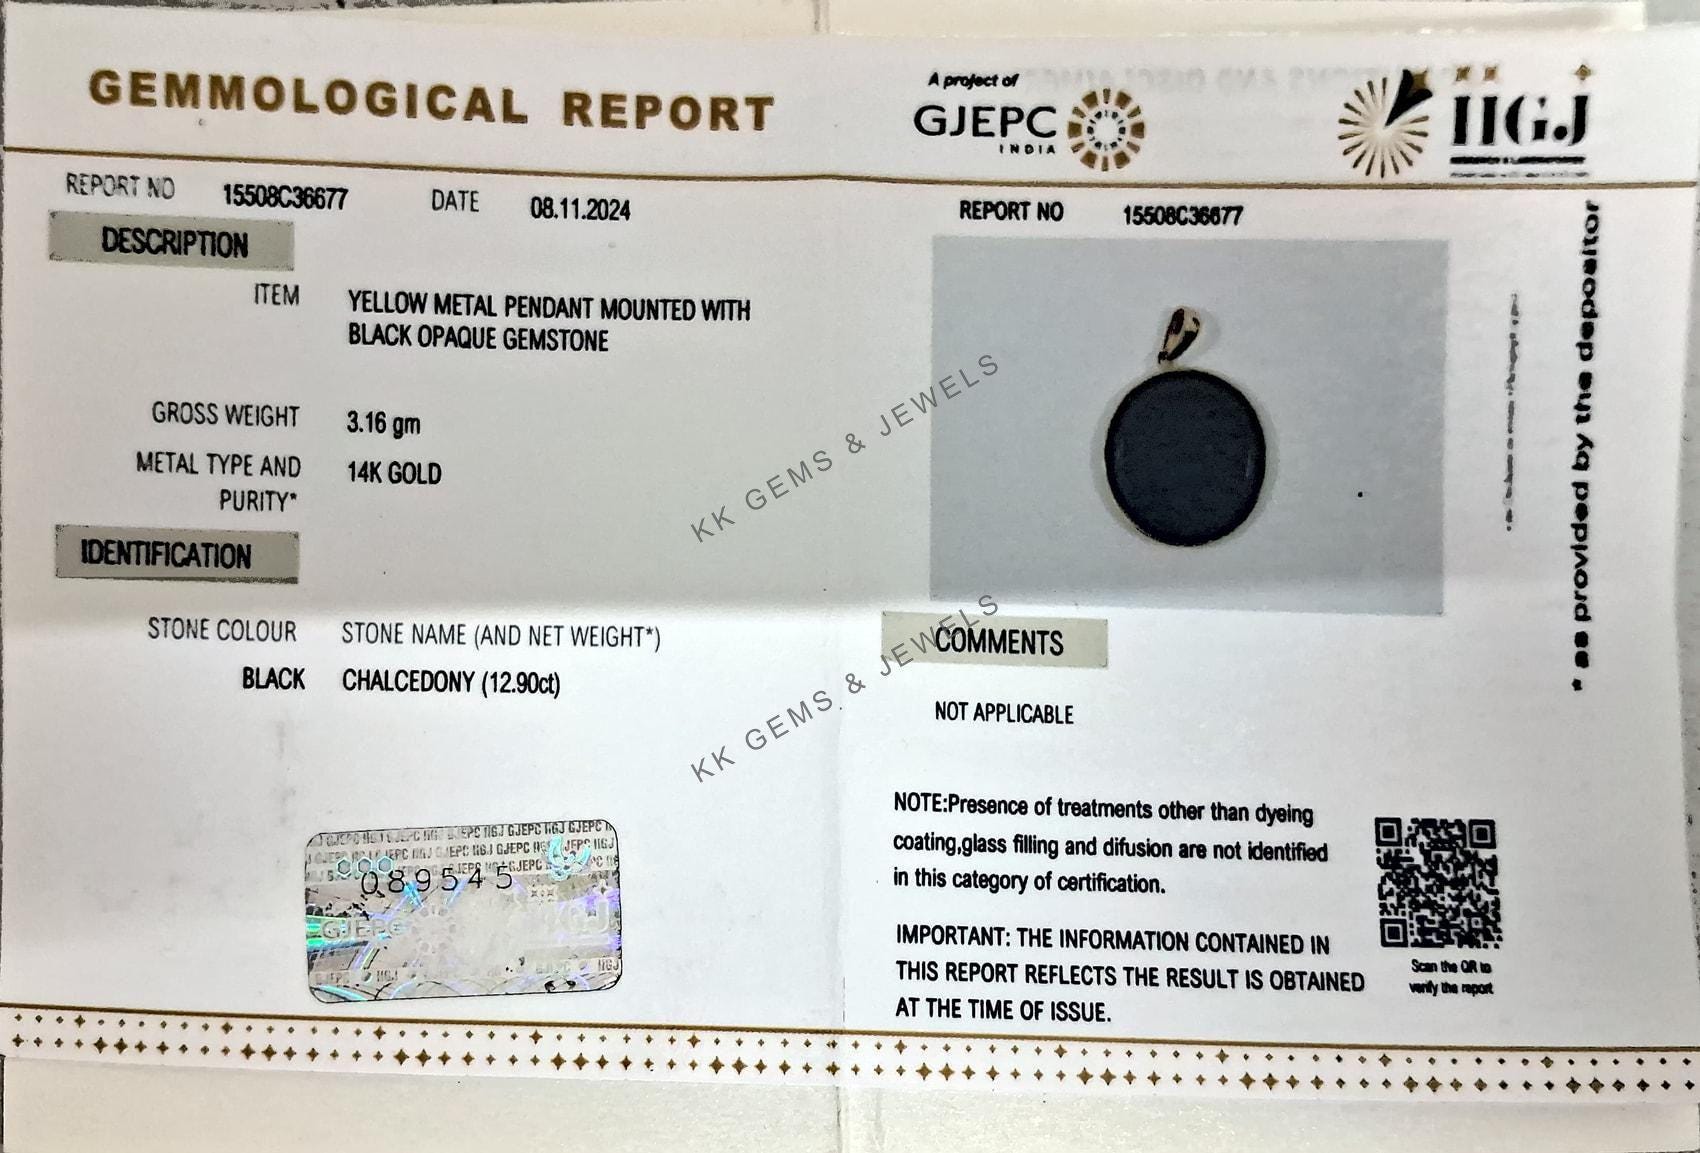 GEMMOLOGICAL REPORT
A project of
GJEPC
INDIA
IIGJ
REPORT NO 15508C36677 DATE 08.11.2024
DESCRIPTION
ITEM YELLOW METAL PENDANT MOUNTED WITH
BLACK OPAQUE GEMSTONE
GROSS WEIGHT 3.16 gm
METAL TYPE AND 14K GOLD
PURITY*
IDENTIFICATION
STONE COLOUR STONE NAME (AND NET WEIGHT*)
BLACK CHALCEDONY (12.90ct)
089545
GJEPC IIGJ
REPORT NO 15508C36677
* as provided by the depositor
COMMENTS
NOT APPLICABLE
NOTE:Presence of treatments other than dyeing
coating,glass filling and difusion are not identified
in this category of certification.
IMPORTANT: THE INFORMATION CONTAINED IN
THIS REPORT REFLECTS THE RESULT IS OBTAINED
AT THE TIME OF ISSUE.
Scan the QR to
verify the report
KK GEMS & JEWELS
KK GEMS & JEWELS